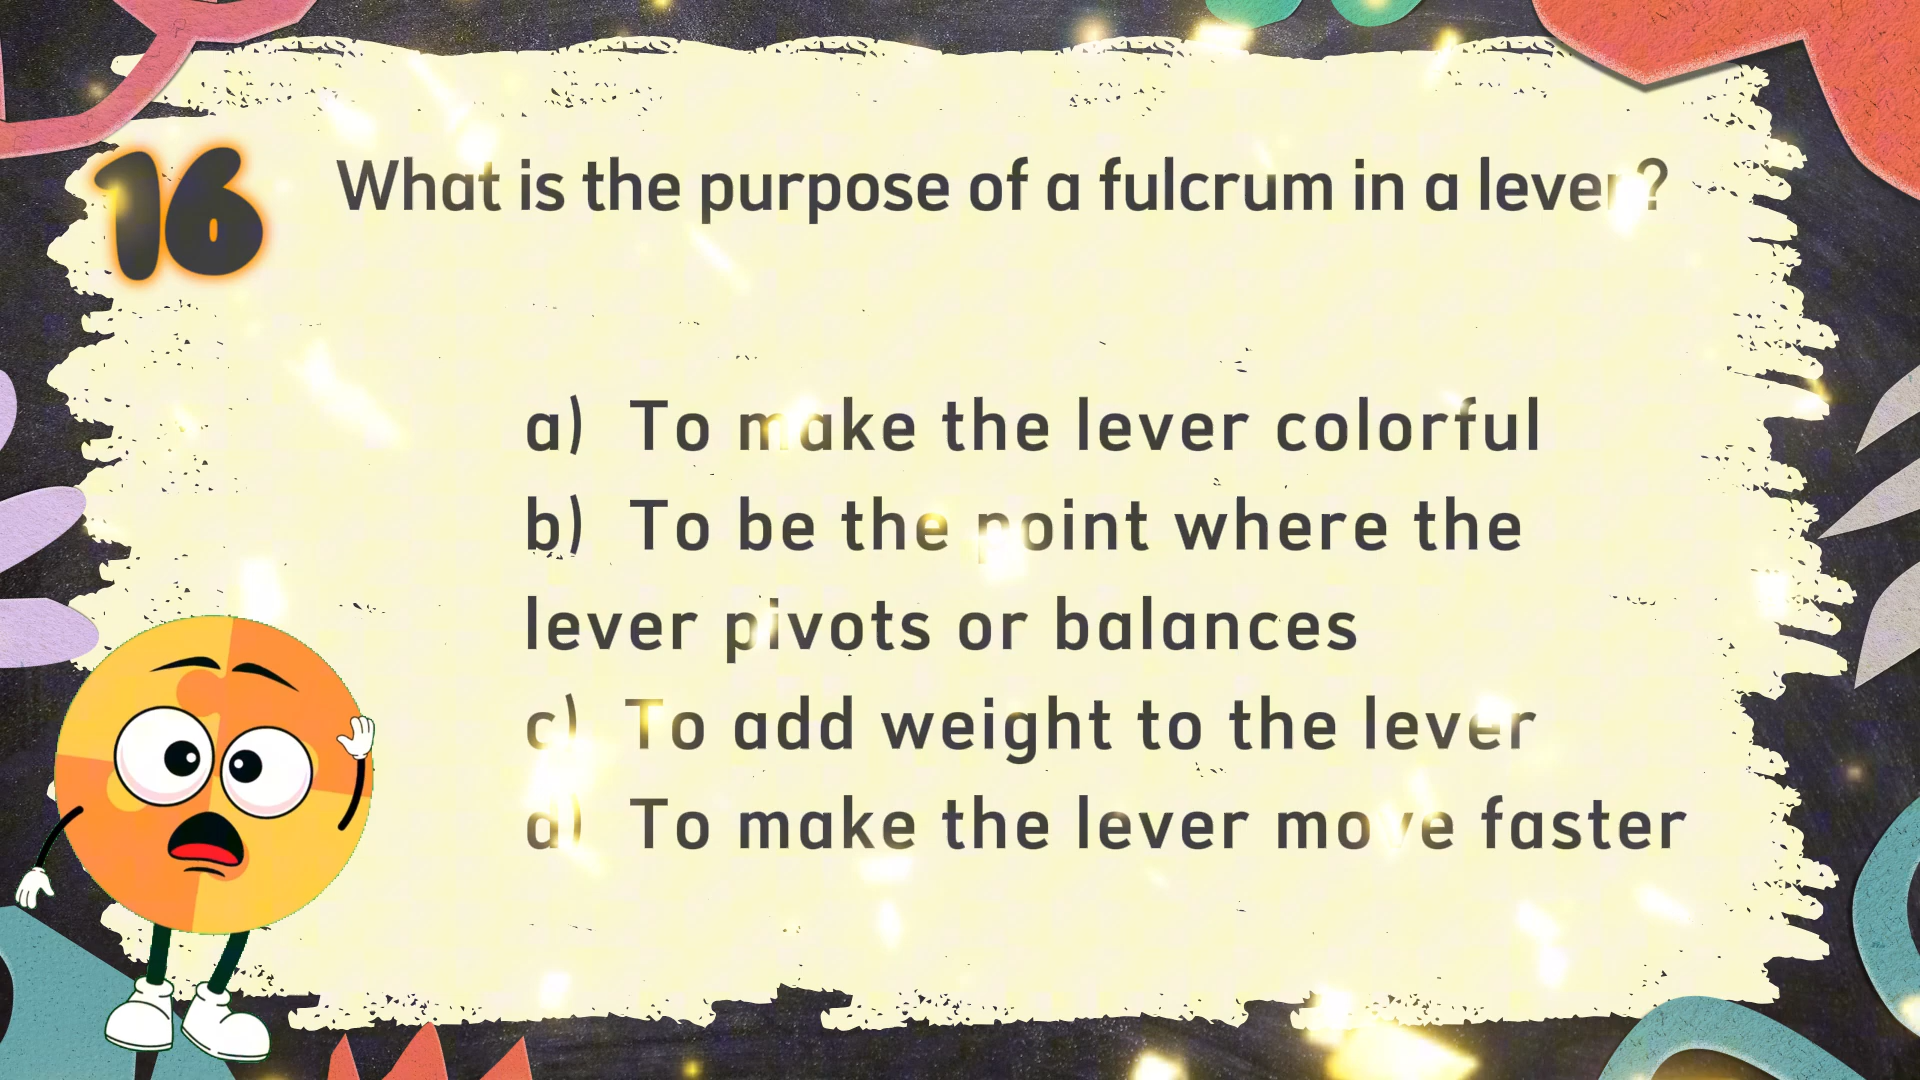 16
What is the purpose of a fulcrum in a lever?
a) To make the lever colorful
b) To be the point where the
lever pivots or balances
c) To add weight to the lever
d) To make the lever move faster